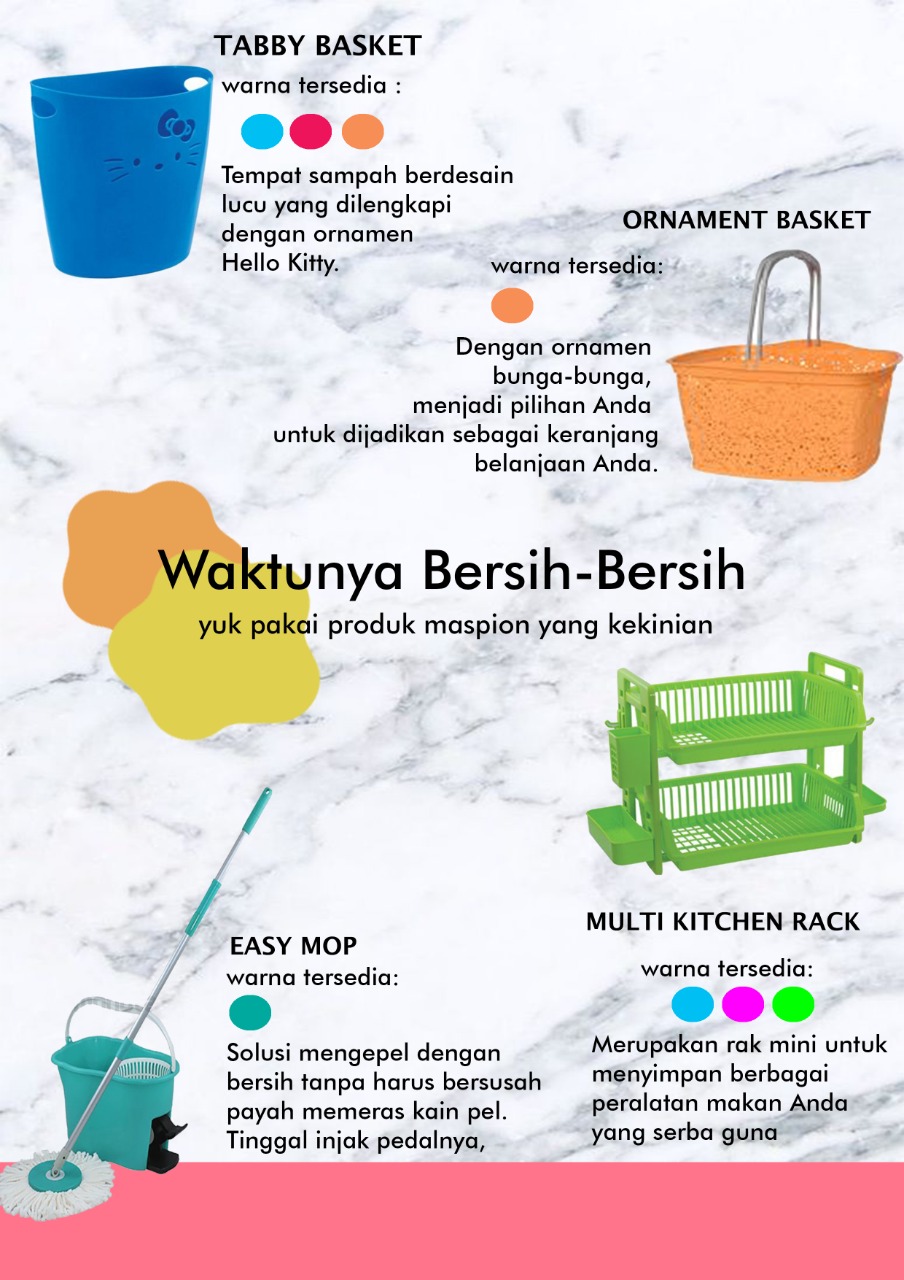 TABBY BASKET
warna tersedia :
Tempat sampah berdesain
lucu yang dilengkapi
dengan ornamen
Hello Kitty.
ORNAMENT BASKET
warna tersedia:
Dengan ornamen
bunga-bunga,
menjadi pilihan Anda
untuk dijadikan sebagai keranjang
belanjaan Anda.
Waktunya Bersih-Bersih
yuk pakai produk maspion yang kekinian
EASY MOP
warna tersedia:
Solusi mengepel dengan
bersih tanpa harus bersusah
payah memeras kain pel.
Tinggal injak pedalnya,
MULTI KITCHEN RACK
warna tersedia:
Merupakan rak mini untuk
menyimpan berbagai
peralatan makan Anda
yang serba guna